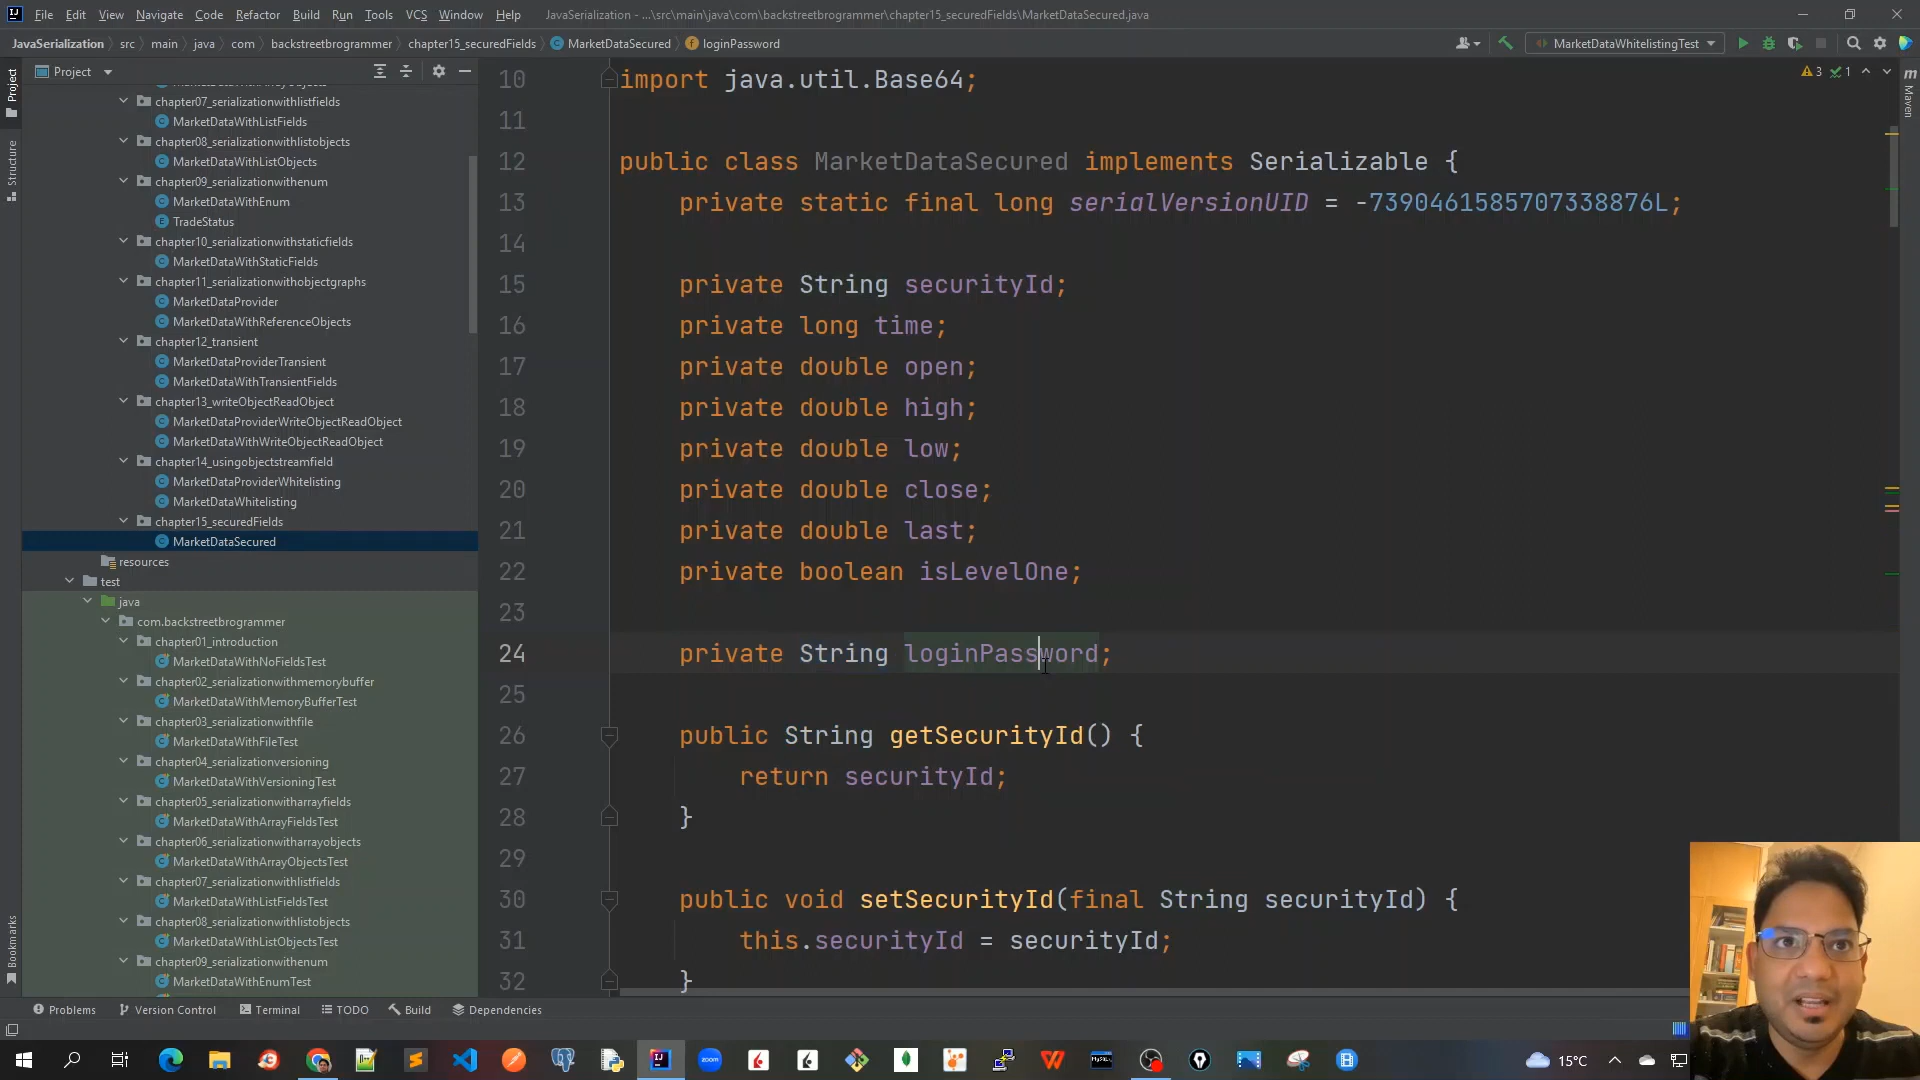 File Edit View Navigate Code Refactor Build Run Tools VCS Window Help JavaSerialization - ...\src\main\java\com\backstreetbrogrammer\chapter15_securedFields\MarketDataSecured.java
JavaSerialization src main java com backstreetbrogrammer chapter15_securedFields MarketDataSecured loginPassword MarketDataWhitelistingTest
Project
Project
Structure
Bookmarks
Maven
3 1
chapter07_serializationwithlistfields
MarketDataWithListFields
chapter08_serializationwithlistobjects
MarketDataWithListObjects
chapter09_serializationwithenum
MarketDataWithEnum
TradeStatus
chapter10_serializationwithstaticfields
MarketDataWithStaticFields
chapter11_serializationwithobjectgraphs
MarketDataProvider
MarketDataWithReferenceObjects
chapter12_transient
MarketDataProviderTransient
MarketDataWithTransientFields
chapter13_writeObjectReadObject
MarketDataProviderWriteObjectReadObject
MarketDataWithWriteObjectReadObject
chapter14_usingobjectstreamfield
MarketDataProviderWhitelisting
MarketDataWhitelisting
chapter15_securedFields
MarketDataSecured
resources
test
java
com.backstreetbrogrammer
chapter01_introduction
MarketDataWithNoFieldsTest
chapter02_serializationwithmemorybuffer
MarketDataWithMemoryBufferTest
chapter03_serializationwithfile
MarketDataWithFileTest
chapter04_serializationversioning
MarketDataWithVersioningTest
chapter05_serializationwitharrayfields
MarketDataWithArrayFieldsTest
chapter06_serializationwitharrayobjects
MarketDataWithArrayObjectsTest
chapter07_serializationwithlistfields
MarketDataWithListFieldsTest
chapter08_serializationwithlistobjects
MarketDataWithListObjectsTest
chapter09_serializationwithenum
MarketDataWithEnumTest
10 import java.util.Base64;
11
12 public class MarketDataSecured implements Serializable {
13 private static final long serialVersionUID = -7390461585707338876L;
14
15 private String securityId;
16 private long time;
17 private double open;
18 private double high;
19 private double low;
20 private double close;
21 private double last;
22 private boolean isLevelOne;
23
24 private String loginPassword;
25
26 public String getSecurityId() {
27 return securityId;
28 }
29
30 public void setSecurityId(final String securityId) {
31 this.securityId = securityId;
32 }
Problems Version Control Terminal TODO Build Dependencies
15°C